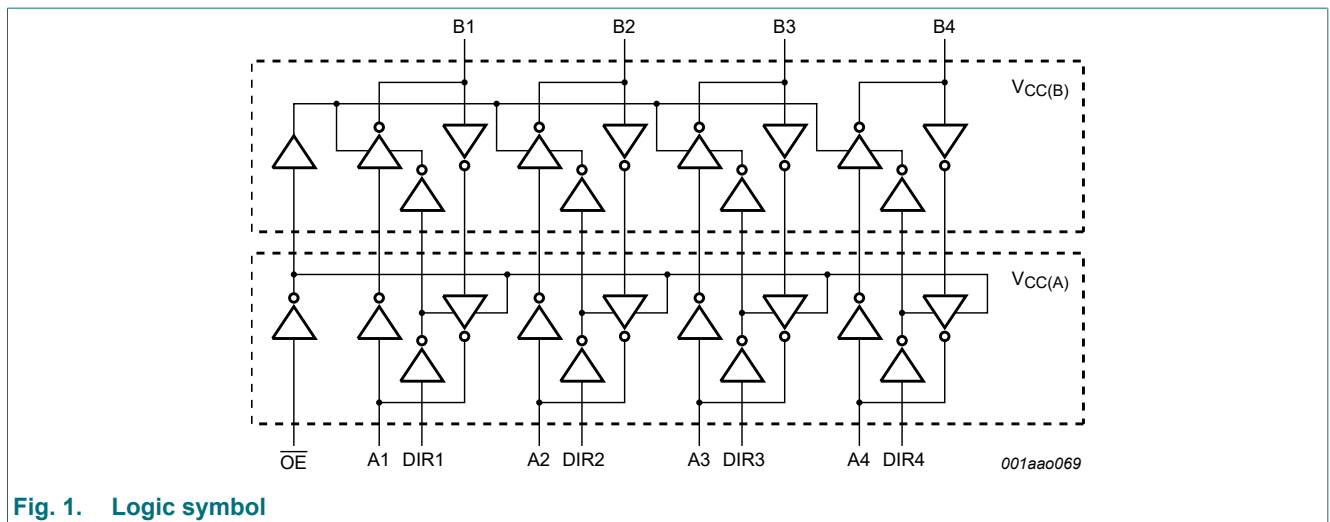 B1 B2 B3 B4
VCC(B)
VCC(A)
OE A1 DIR1 A2 DIR2 A3 DIR3 A4 DIR4
001aao069
Fig. 1. Logic symbol